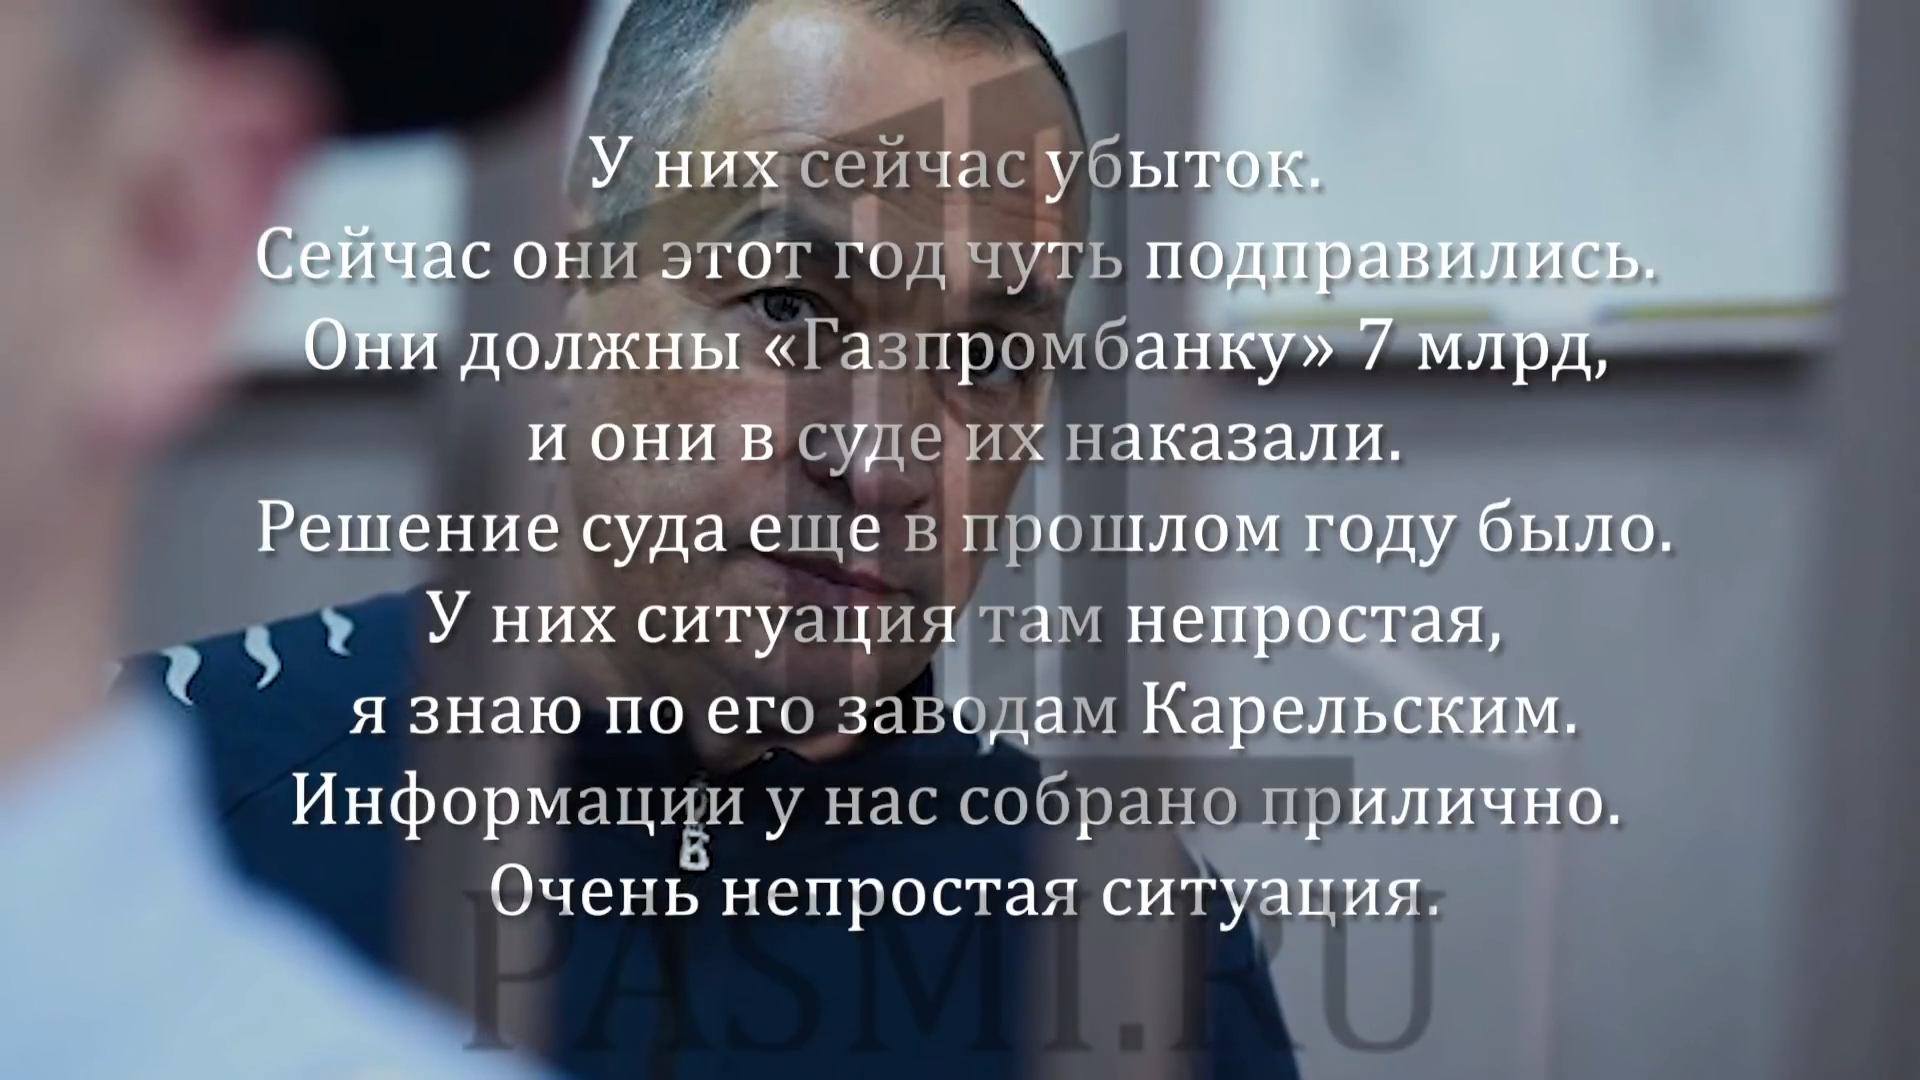 У них сейчас убыток.
Сейчас они этот год чуть подправились.
Они должны «Газпромбанку» 7 млрд,
и они в суде их наказали.
Решение суда еще в прошлом году было.
У них ситуация там непростая,
я знаю по его заводам Карельским.
Информации у нас собрано прилично.
Очень непростая ситуация.
PASMI.RU